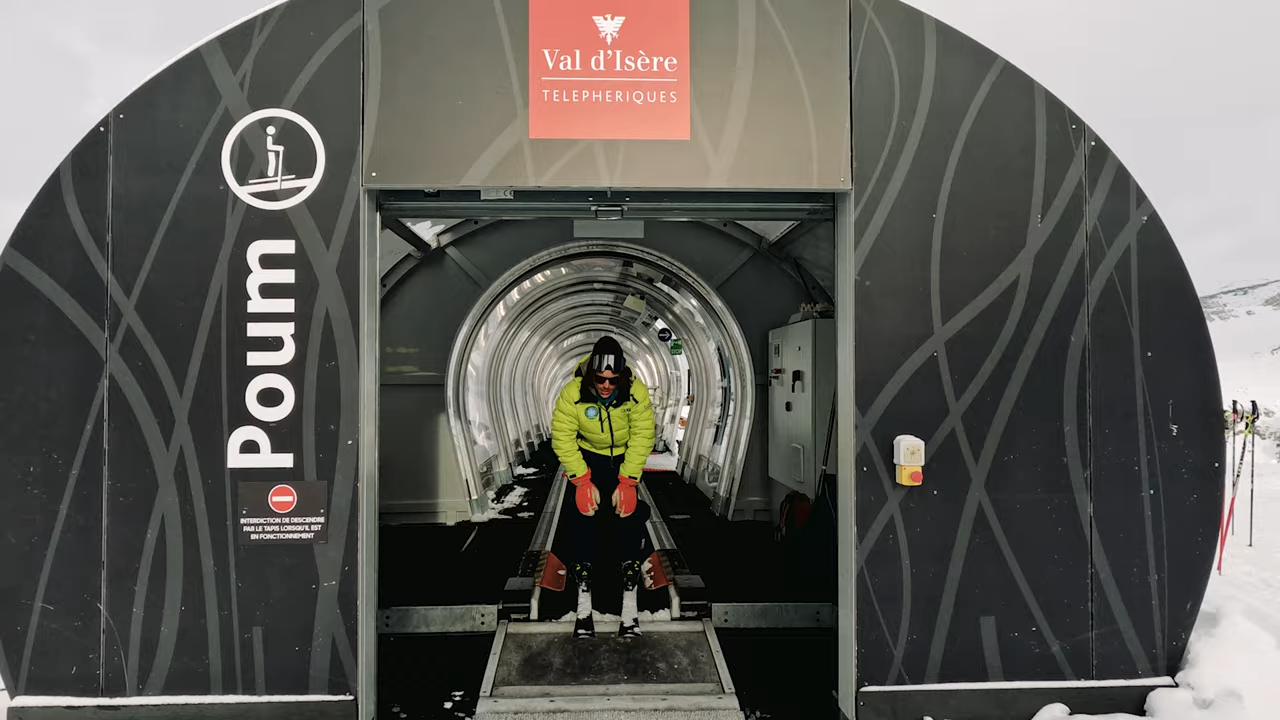 Val d'Isère
TELEPHERIQUES
Poum
INTERDICTION DE DESCENDRE
PAR LE TAPIS LORSQU'IL EST
EN FONCTIONNEMENT